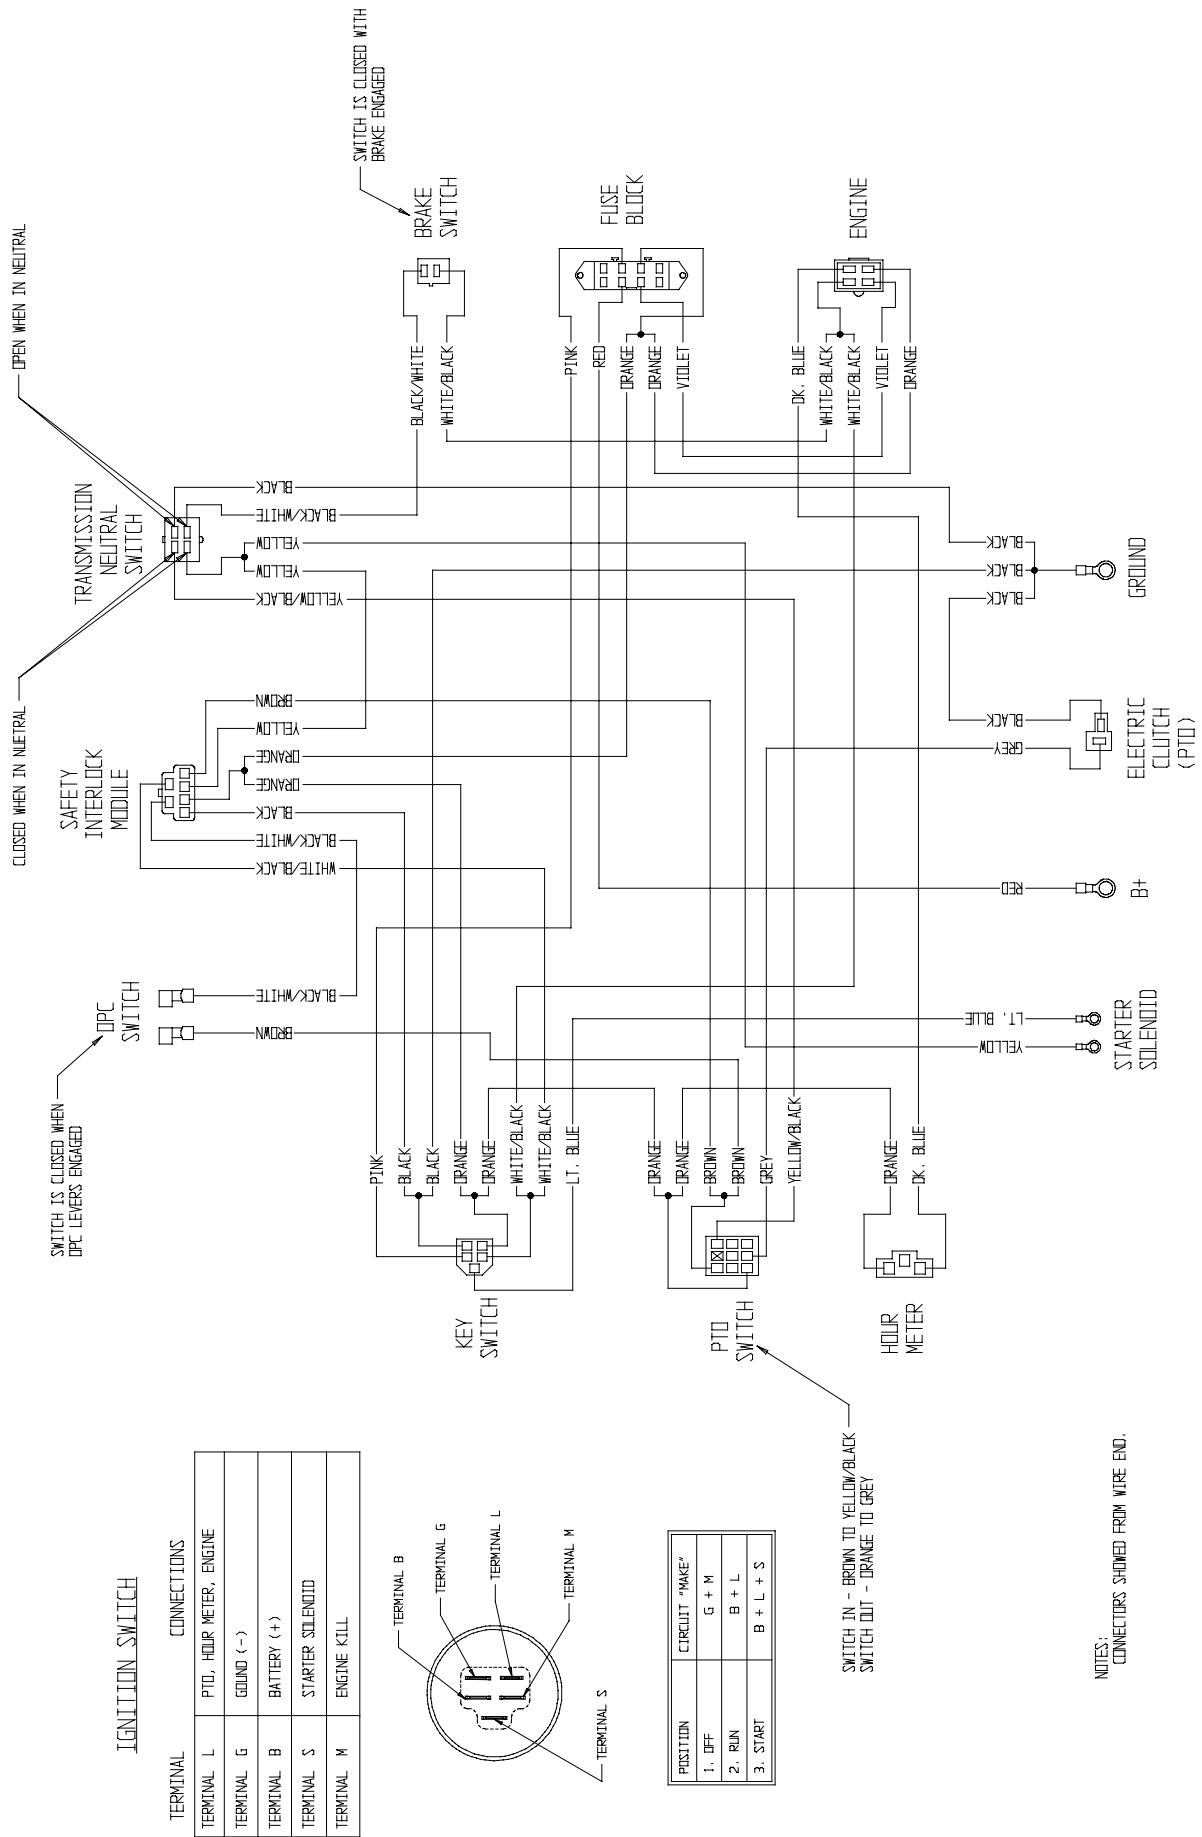 IGNITION SWITCH
TERMINAL CONNECTIONS
TERMINAL L PTO, HOUR METER, ENGINE
TERMINAL G GOUND (-)
TERMINAL B BATTERY (+)
TERMINAL S STARTER SOLENOID
TERMINAL M ENGINE KILL
TERMINAL B
TERMINAL G
TERMINAL L
TERMINAL M
TERMINAL S
POSITION CIRCUIT "MAKE"
1. OFF G + M
2. RUN B + L
3. START B + L + S
SWITCH IN - BROWN TO YELLOW/BLACK
SWITCH OUT - ORANGE TO GREY
NOTES:
CONNECTORS SHOWED FROM WIRE END.
SWITCH IS CLOSED WHEN
OPC LEVERS ENGAGED
OPC
SWITCH
BROWN
BLACK/WHITE
CLOSED WHEN IN NUETRAL
SAFETY
INTERLOCK
MODULE
WHITE/BLACK
BLACK/WHITE
BLACK
ORANGE
ORANGE
YELLOW
BROWN
OPEN WHEN IN NEUTRAL
TRANSMISSION
NEUTRAL
SWITCH
YELLOW/BLACK
YELLOW
YELLOW
BLACK/WHITE
BLACK
SWITCH IS CLOSED WITH
BRAKE ENGAGED
BRAKE
SWITCH
BLACK/WHITE
WHITE/BLACK
FUSE
BLOCK
PINK
RED
ORANGE
ORANGE
VIOLET
ENGINE
DK. BLUE
WHITE/BLACK
WHITE/BLACK
VIOLET
ORANGE
KEY
SWITCH
PINK
BLACK
BLACK
ORANGE
ORANGE
WHITE/BLACK
WHITE/BLACK
LT. BLUE
PTO
SWITCH
ORANGE
ORANGE
BROWN
BROWN
GREY
YELLOW/BLACK
HOUR
METER
ORANGE
DK. BLUE
STARTER
SOLENOID
YELLOW
LT. BLUE
B+
RED
ELECTRIC
CLUTCH
(PTO)
GREY
BLACK
GROUND
BLACK
BLACK
BLACK